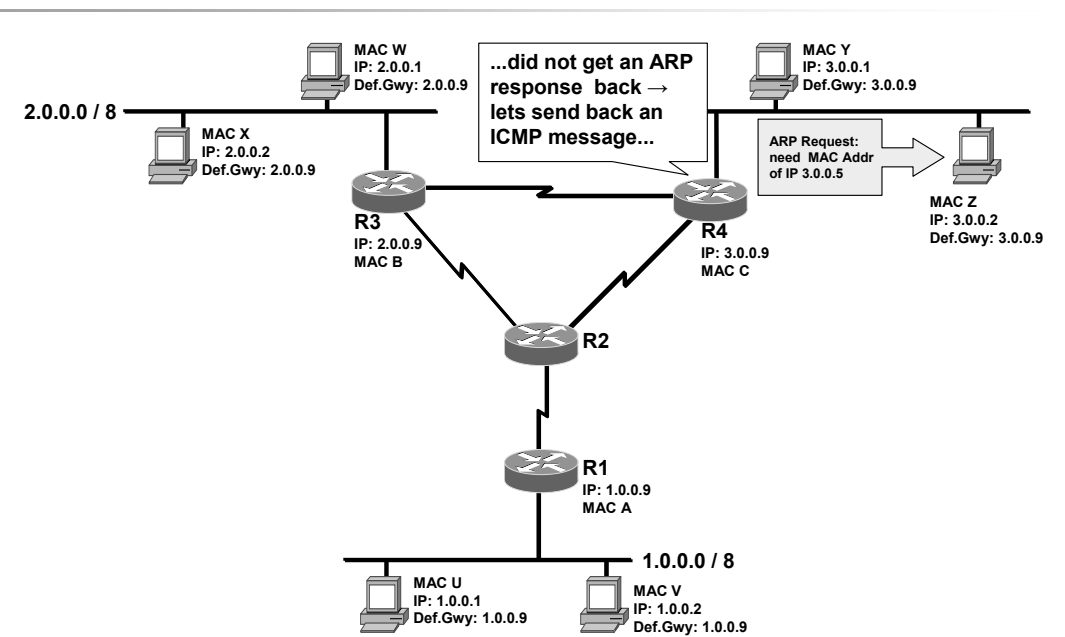 MAC W
IP: 2.0.0.1
Def.Gwy: 2.0.0.9
2.0.0.0 / 8
MAC X
IP: 2.0.0.2
Def.Gwy: 2.0.0.9
...did not get an ARP
response back →
lets send back an
ICMP message...
MAC Y
IP: 3.0.0.1
Def.Gwy: 3.0.0.9
ARP Request:
need MAC Addr
of IP 3.0.0.5
MAC Z
IP: 3.0.0.2
Def.Gwy: 3.0.0.9
R3
IP: 2.0.0.9
MAC B
R4
IP: 3.0.0.9
MAC C
R2
R1
IP: 1.0.0.9
MAC A
1.0.0.0 / 8
MAC U
IP: 1.0.0.1
Def.Gwy: 1.0.0.9
MAC V
IP: 1.0.0.2
Def.Gwy: 1.0.0.9